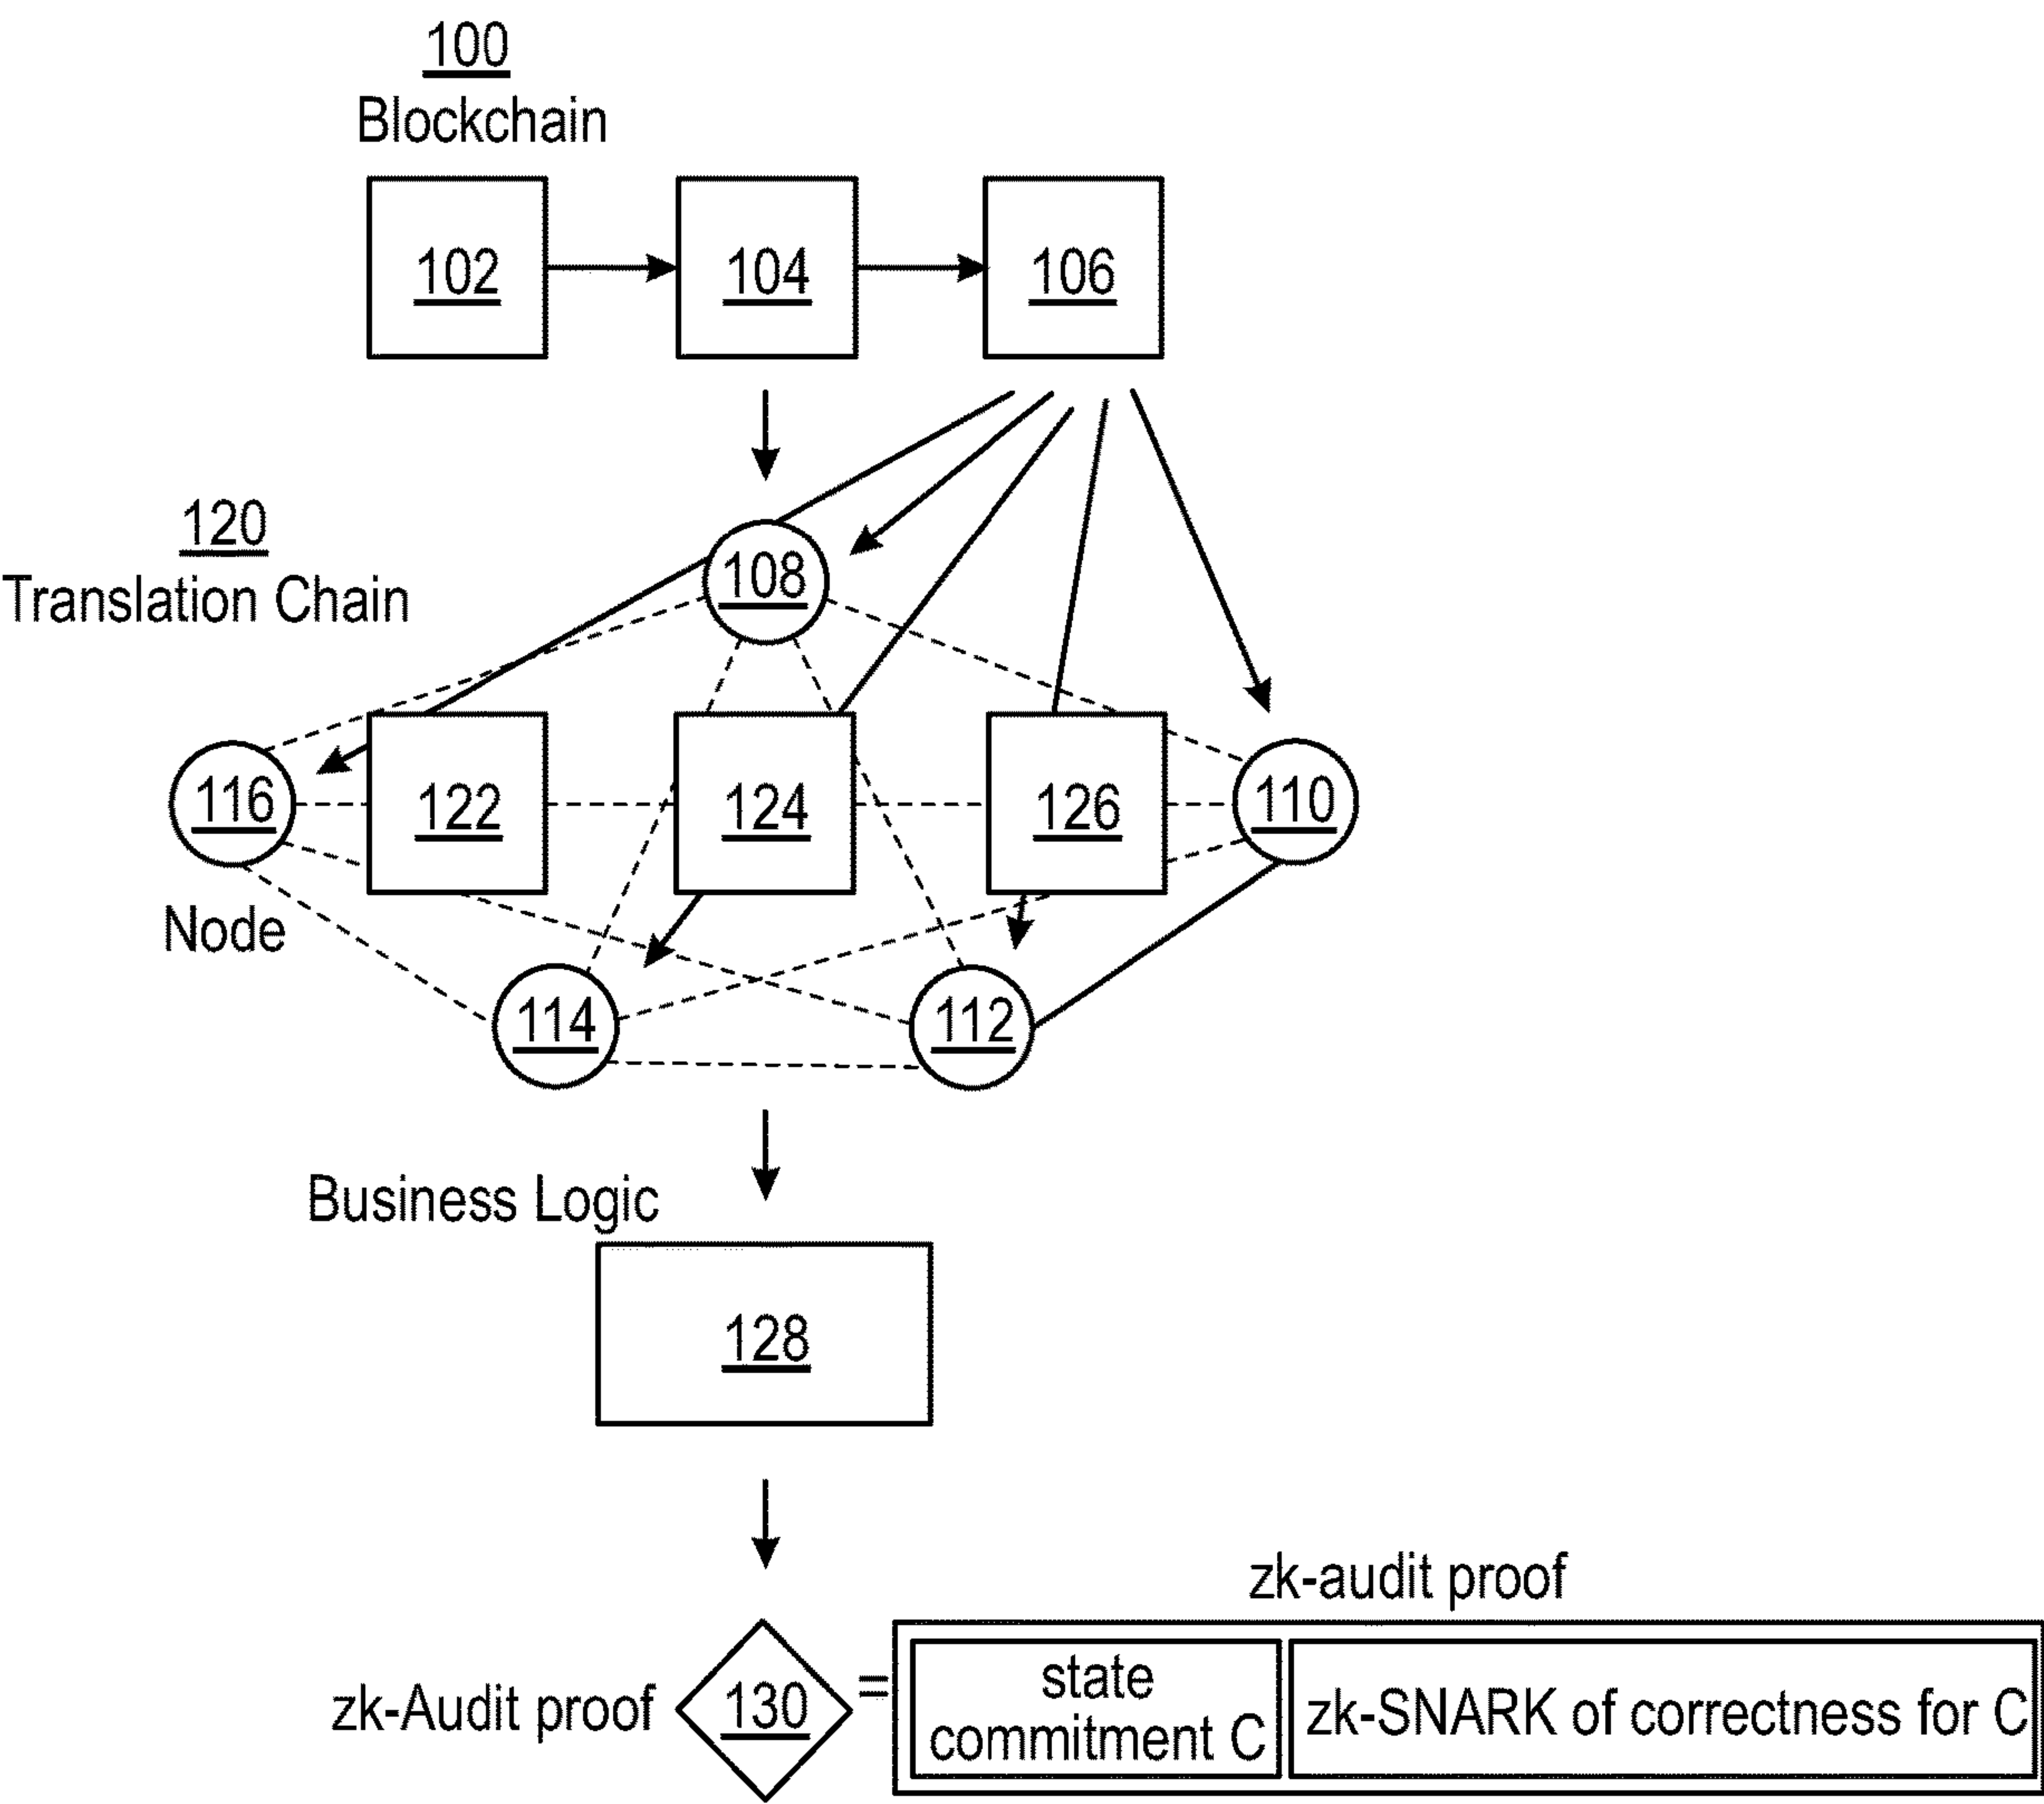 100
Blockchain
102
104
106
120
Translation Chain
108
116
122
124
126
110
Node
114
112
Business Logic
128
zk-audit proof
zk-Audit proof
130
=
state
commitment C
zk-SNARK of correctness for C